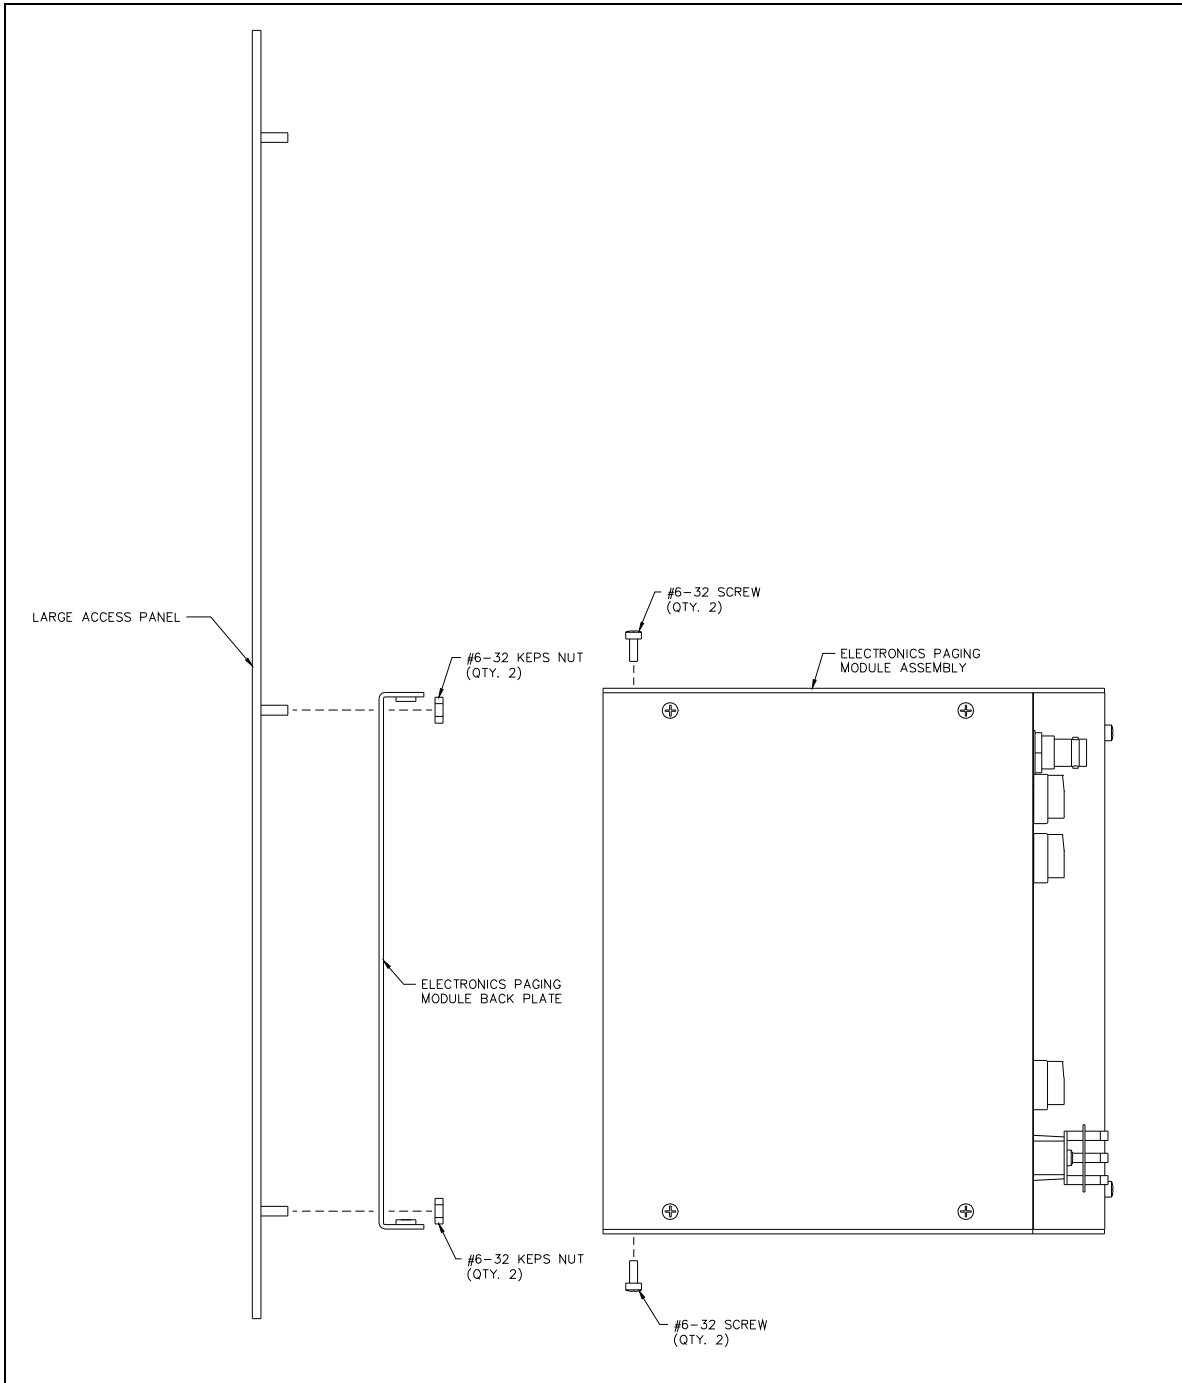 #6-32 SCREW
(QTY. 2)
LARGE ACCESS PANEL
#6-32 KEPS NUT
(QTY. 2)
ELECTRONICS PAGING
MODULE ASSEMBLY
ELECTRONICS PAGING
MODULE BACK PLATE
#6-32 KEPS NUT
(QTY. 2)
#6-32 SCREW
(QTY. 2)